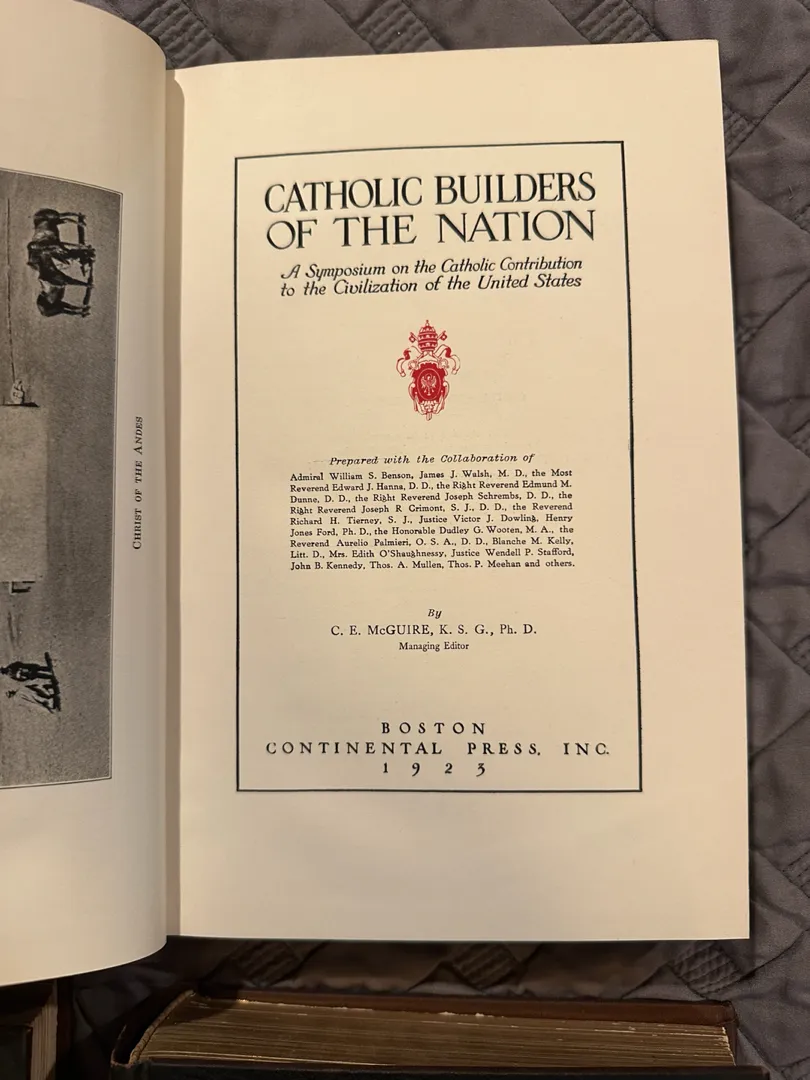 CHRIST OF THE ANDES
CATHOLIC BUILDERS
OF THE NATION
A Symposium on the Catholic Contribution
to the Civilization of the United States
Prepared with the Collaboration of
Admiral William S. Benson, James J. Walsh, M. D., the Most
Reverend Edward J. Hanna, D. D., the Right Reverend Edmund M.
Dunne, D. D., the Right Reverend Joseph Schrembs, D. D., the
Right Reverend Joseph R Crimont, S. J., D. D., the Reverend
Richard H. Tierney, S. J., Justice Victor J. Dowling, Henry
Jones Ford, Ph. D., the Honorable Dudley G. Wooten, M. A., the
Reverend Aurelio Palmieri, O. S. A., D. D., Blanche M. Kelly,
Litt. D., Mrs. Edith O'Shaughnessy, Justice Wendell P. Stafford,
John B. Kennedy, Thos. A. Mullen, Thos. P. Meehan and others.
By
C. E. McGUIRE, K. S. G., Ph. D.
Managing Editor
BOSTON
CONTINENTAL PRESS, INC.
1923